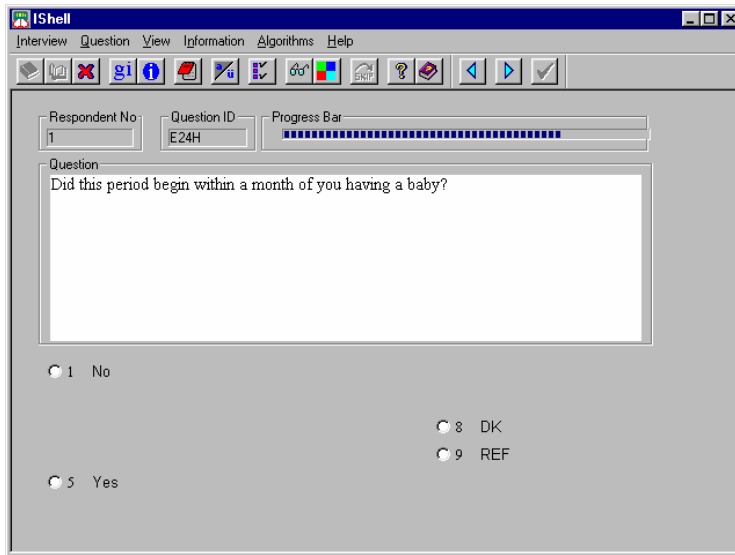 IShell
Interview Question View Information Algorithms Help
gi i a/ü SKIP ?
Respondent No Question ID Progress Bar
1 E24H
Question
Did this period begin within a month of you having a baby?
1 No
8 DK
9 REF
5 Yes